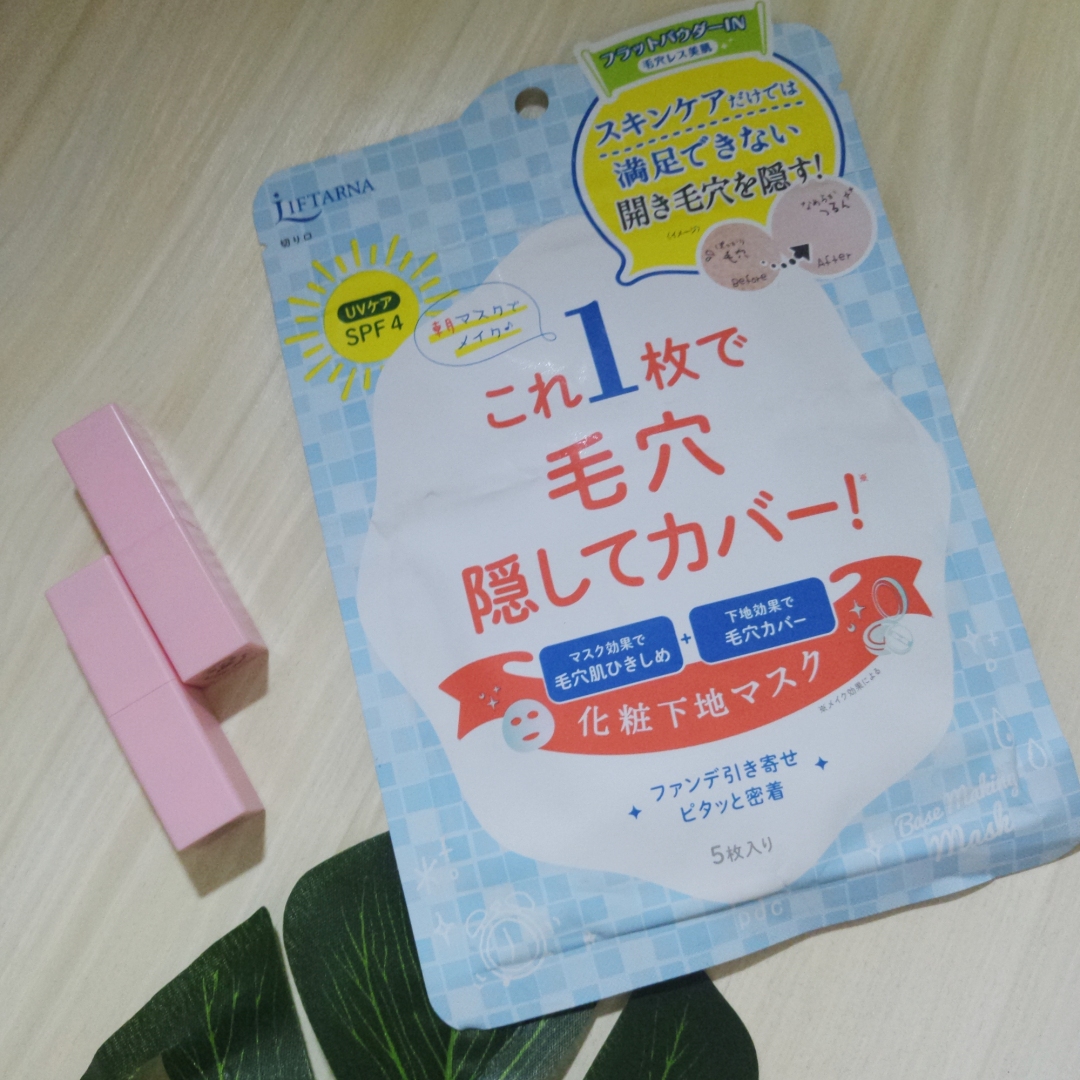 フラットパウダーIN
毛穴レス美肌
スキンケアだけでは
満足できない
開き毛穴を隠す!
(イメージ)
毛穴
Before
なめらか
つるん
After
LIFTARNA
切り口
UVケア
SPF4
朝マスクで
メイク♪
これ1枚で
毛穴
隠してカバー!※
マスク効果で
毛穴肌ひきしめ
+
下地効果で
毛穴カバー
化粧下地マスク
※メイク効果による
ファンデ引き寄せ
ピタッと密着
5枚入り
Base Making
Mask
pdc